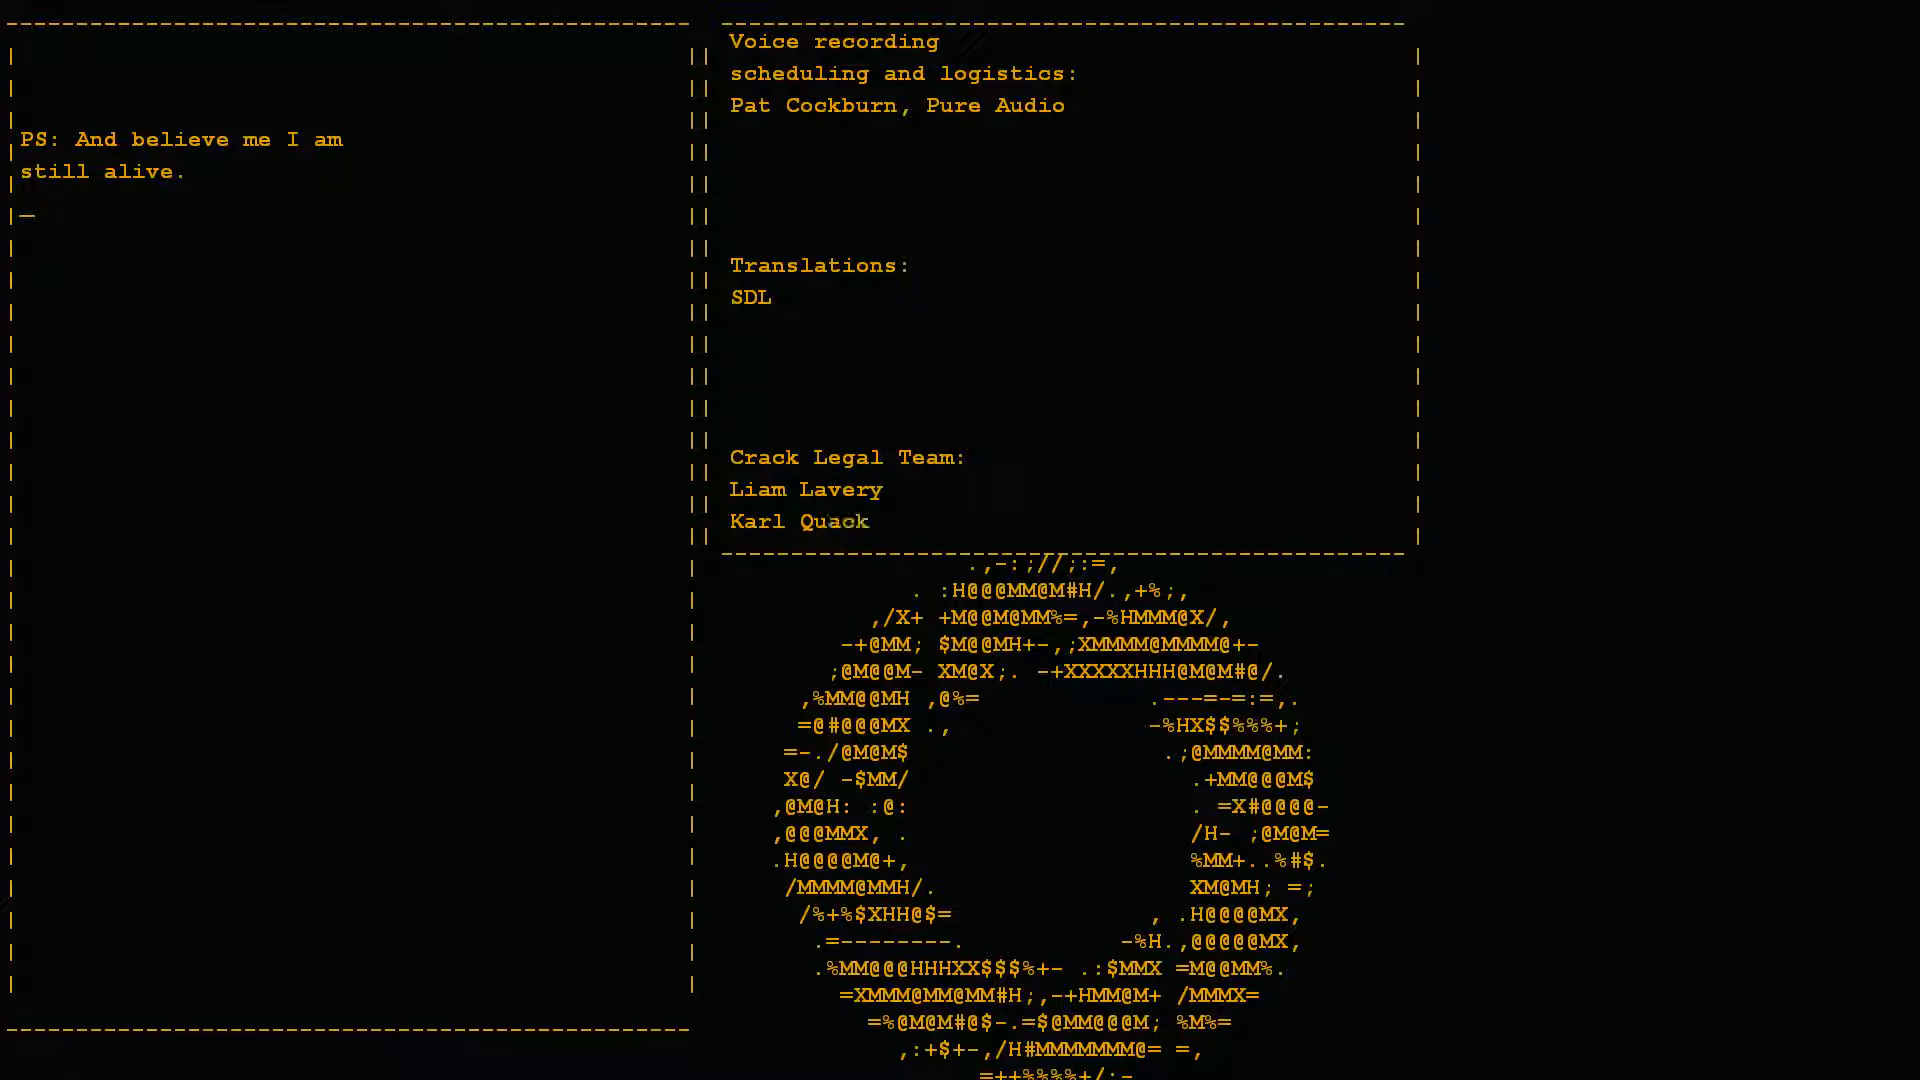 PS: And believe me I am
still alive.
_
Voice recording
scheduling and logistics:
Pat Cockburn, Pure Audio
Translations:
SDL
Crack Legal Team:
Liam Lavery
Karl Quack